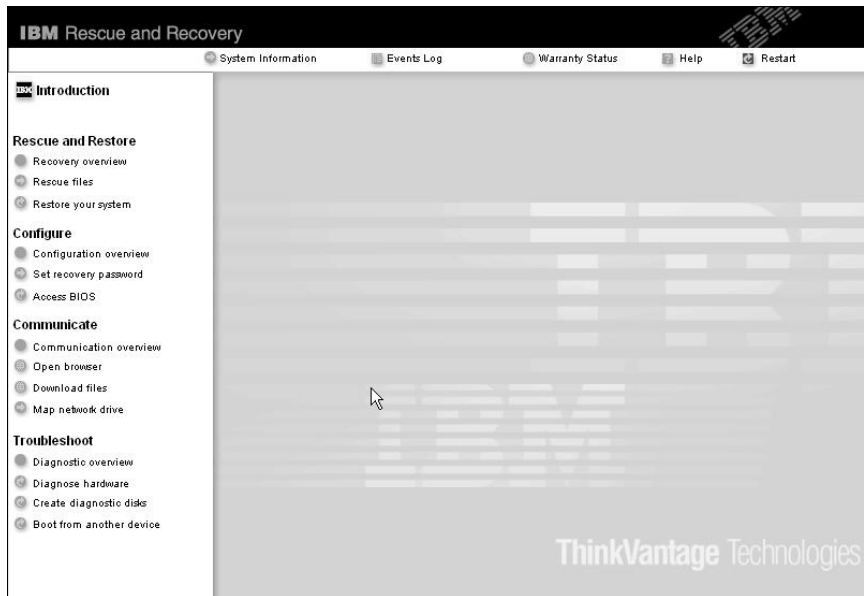 IBM Rescue and Recovery
IBM
System Information
Events Log
Warranty Status
Help
Restart
Introduction
Rescue and Restore
Recovery overview
Rescue files
Restore your system
Configure
Configuration overview
Set recovery password
Access BIOS
Communicate
Communication overview
Open browser
Download files
Map network drive
Troubleshoot
Diagnostic overview
Diagnose hardware
Create diagnostic disks
Boot from another device
IBM
ThinkVantage Technologies